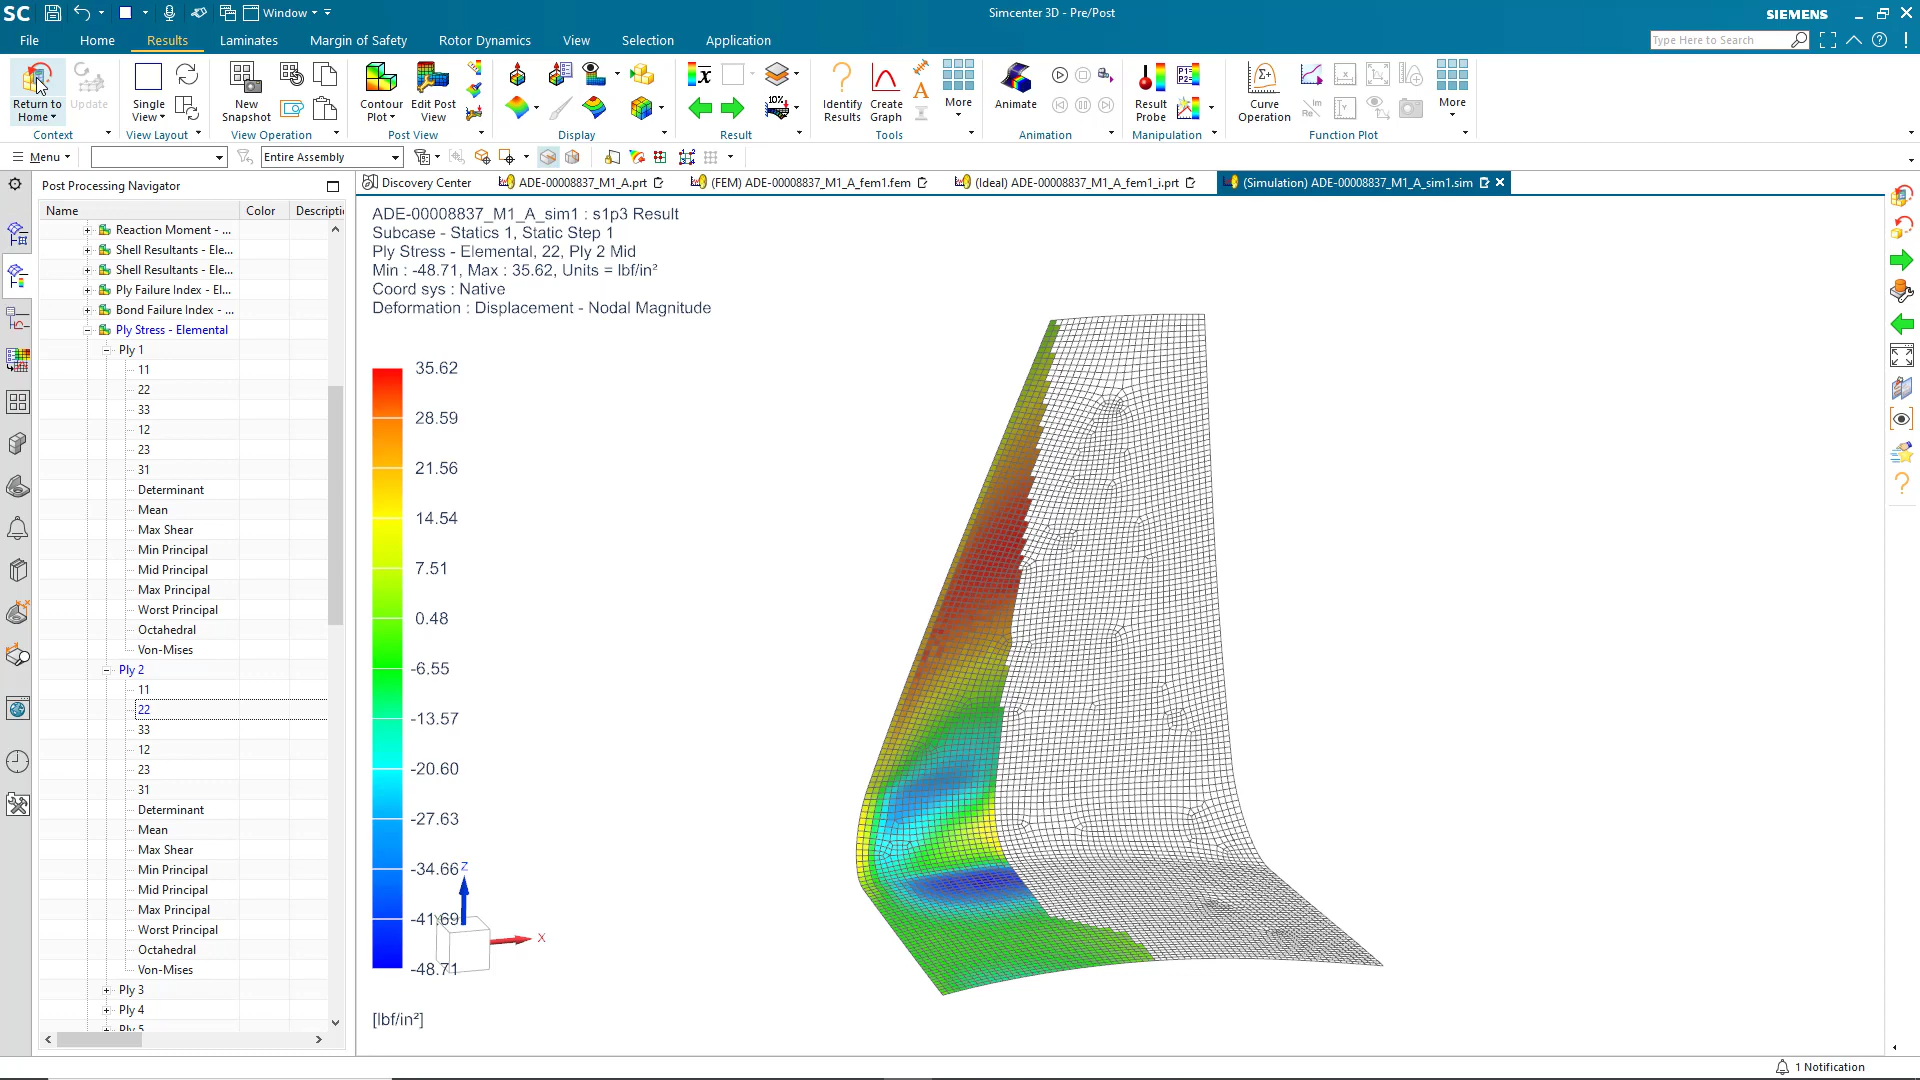 SC
Window
Simcenter 3D - Pre/Post
SIEMENS
File
Home
Results
Laminates
Margin of Safety
Rotor Dynamics
View
Selection
Application
Type Here to Search
Return to Home
Update
Single View
New Snapshot
Contour Plot
Edit Post View
10%
Identify Results
Create Graph
More
Animate
Result Probe
Curve Operation
More
Context
View Layout
View Operation
Post View
Display
Result
Tools
Animation
Manipulation
Function Plot
Menu
Entire Assembly
Post Processing Navigator
Discovery Center
ADE-00008837_M1_A.prt
(FEM) ADE-00008837_M1_A_fem1.fem
(Ideal) ADE-00008837_M1_A_fem1_i.prt
(Simulation) ADE-00008837_M1_A_sim1.sim
Name
Color
Descripti
Reaction Moment - ...
Shell Resultants - Ele...
Shell Resultants - Ele...
Ply Failure Index - El...
Bond Failure Index - ...
Ply Stress - Elemental
Ply 1
11
22
33
12
23
31
Determinant
Mean
Max Shear
Min Principal
Mid Principal
Max Principal
Worst Principal
Octahedral
Von-Mises
Ply 2
11
22
33
12
23
31
Determinant
Mean
Max Shear
Min Principal
Mid Principal
Max Principal
Worst Principal
Octahedral
Von-Mises
Ply 3
Ply 4
Ply 5
ADE-00008837_M1_A_sim1 : s1p3 Result
Subcase - Statics 1, Static Step 1
Ply Stress - Elemental, 22, Ply 2 Mid
Min : -48.71, Max : 35.62, Units = lbf/in²
Coord sys : Native
Deformation : Displacement - Nodal Magnitude
35.62
28.59
21.56
14.54
7.51
0.48
-6.55
-13.57
-20.60
-27.63
-34.66
-41.69
-48.71
Z
X
[lbf/in²]
1 Notification